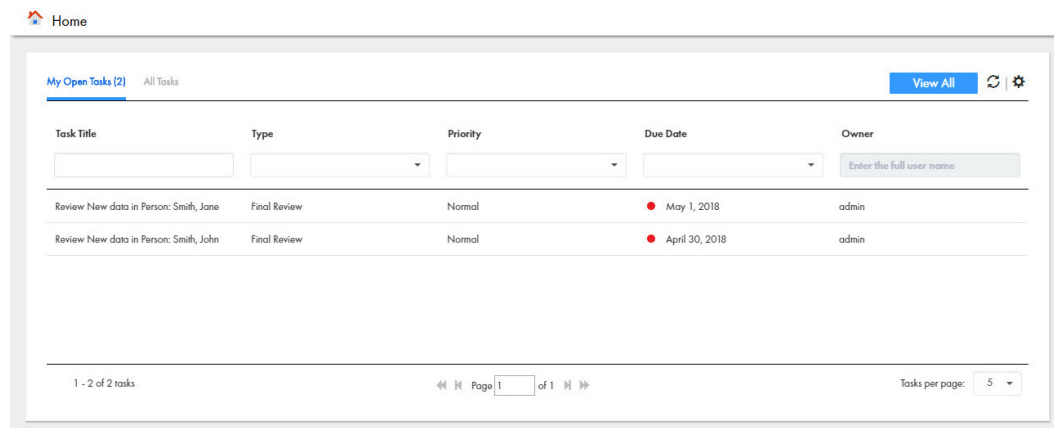 Home
My Open Tasks (2) All Tasks View All |
Task Title Type Priority Due Date Owner
Enter the full user name
Review New data in Person: Smith, Jane Final Review Normal May 1, 2018 admin
Review New data in Person: Smith, John Final Review Normal April 30, 2018 admin
1 - 2 of 2 tasks Page 1 of 1 Tasks per page: 5